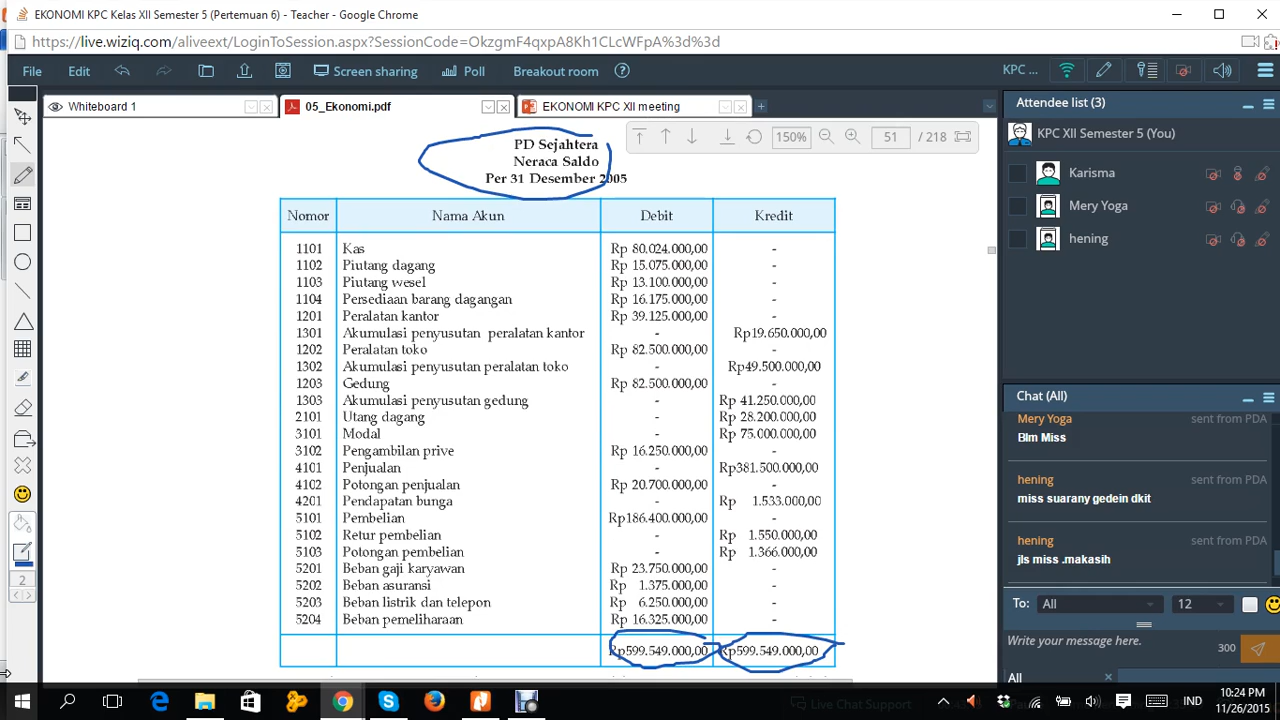 EKONOMI KPC Kelas XII Semester 5 (Pertemuan 6) - Teacher - Google Chrome
https://live.wiziq.com/aliveext/LoginToSession.aspx?SessionCode=OkzgmF4qxpA8Kh1CLcWFpA%3d%3d
File Edit Screen sharing Poll Breakout room KPC ...
Whiteboard 1 05_Ekonomi.pdf EKONOMI KPC XII meeting
150% 51 / 218
PD Sejahtera
Neraca Saldo
Per 31 Desember 2005
Nomor Nama Akun Debit Kredit
1101 Kas Rp 80.024.000,00 -
1102 Piutang dagang Rp 15.075.000,00 -
1103 Piutang wesel Rp 13.100.000,00 -
1104 Persediaan barang dagangan Rp 16.175.000,00 -
1201 Peralatan kantor Rp 39.125.000,00 -
1301 Akumulasi penyusutan peralatan kantor - Rp19.650.000,00
1202 Peralatan toko Rp 82.500.000,00 -
1302 Akumulasi penyusutan peralatan toko - Rp49.500.000,00
1203 Gedung Rp 82.500.000,00 -
1303 Akumulasi penyusutan gedung - Rp 41.250.000,00
2101 Utang dagang - Rp 28.200.000,00
3101 Modal - Rp 75.000.000,00
3102 Pengambilan prive Rp 16.250.000,00 -
4101 Penjualan - Rp381.500.000,00
4102 Potongan penjualan Rp 20.700.000,00 -
4201 Pendapatan bunga - Rp 1.533.000,00
5101 Pembelian Rp186.400.000,00 -
5102 Retur pembelian - Rp 1.550.000,00
5103 Potongan pembelian - Rp 1.366.000,00
5201 Beban gaji karyawan Rp 23.750.000,00 -
5202 Beban asuransi Rp 1.375.000,00 -
5203 Beban listrik dan telepon Rp 6.250.000,00 -
5204 Beban pemeliharaan Rp 16.325.000,00 -
Rp599.549.000,00 Rp599.549.000,00
2
Attendee list (3)
KPC XII Semester 5 (You)
Karisma
Mery Yoga
hening
Chat (All)
Mery Yoga sent from PDA
Blm Miss
hening sent from PDA
miss suarany gedein dkit
hening sent from PDA
jls miss .makasih
To: All 12
Write your message here. 300
All
Live Chat Support
IND
10:24 PM
11/26/2015